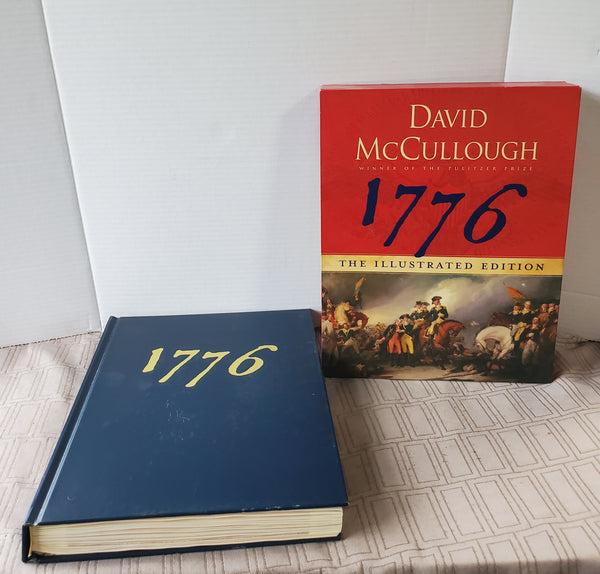 DAVID
MCCULLOUGH
WINNER OF THE PULITZER PRIZE
1776
THE ILLUSTRATED EDITION
1776